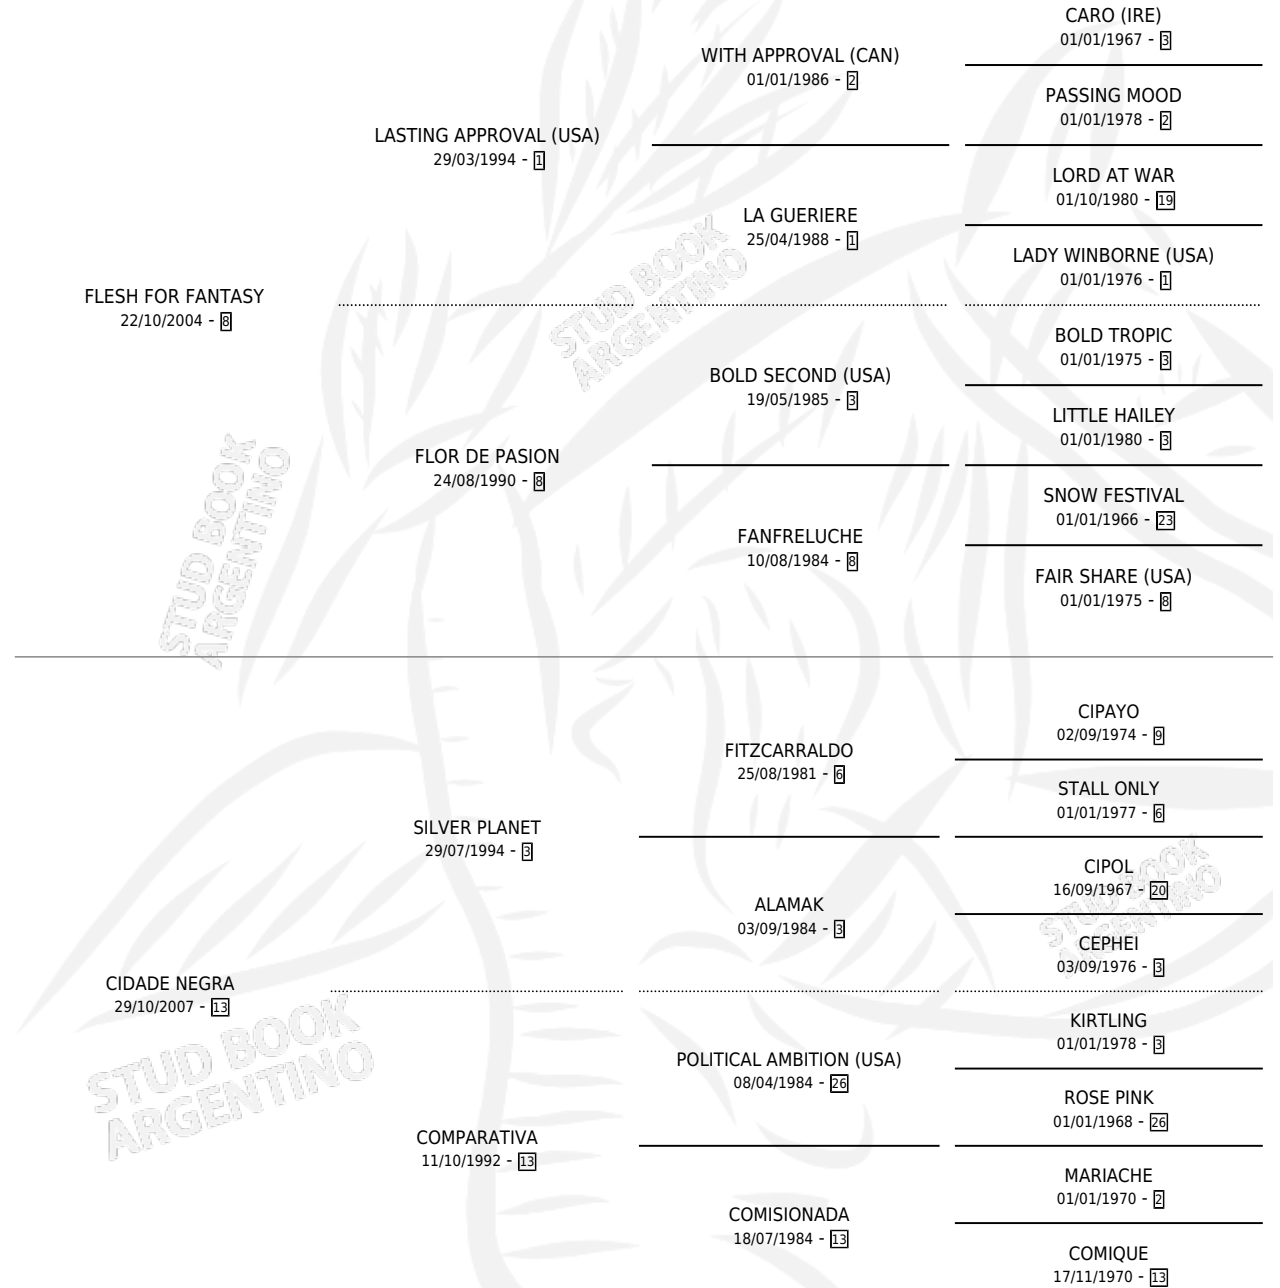 CARO (IRE)
01/01/1967 - 3
WITH APPROVAL (CAN)
01/01/1986 - 2
PASSING MOOD
01/01/1978 - 2
LASTING APPROVAL (USA)
29/03/1994 - 1
LORD AT WAR
01/10/1980 - 19
LA GUERIERE
25/04/1988 - 1
LADY WINBORNE (USA)
01/01/1976 - 1
FLESH FOR FANTASY
22/10/2004 - 8
STUD BOOK
ARGENTINO
BOLD TROPIC
01/01/1975 - 3
BOLD SECOND (USA)
19/05/1985 - 3
LITTLE HAILEY
01/01/1980 - 3
FLOR DE PASION
24/08/1990 - 8
SNOW FESTIVAL
01/01/1966 - 23
FANFRELUCHE
10/08/1984 - 8
FAIR SHARE (USA)
01/01/1975 - 8
STUD BOOK
ARGENTINO
CIPAYO
02/09/1974 - 9
FITZCARRALDO
25/08/1981 - 6
STALL ONLY
01/01/1977 - 6
SILVER PLANET
29/07/1994 - 3
CIPOL
16/09/1967 - 20
ALAMAK
03/09/1984 - 3
CEPHEI
03/09/1976 - 3
STUD BOOK
ARGENTINO
CIDADE NEGRA
29/10/2007 - 13
KIRTLING
01/01/1978 - 3
POLITICAL AMBITION (USA)
08/04/1984 - 26
ROSE PINK
01/01/1968 - 26
STUD BOOK
ARGENTINO
COMPARATIVA
11/10/1992 - 13
MARIACHE
01/01/1970 - 2
COMISIONADA
18/07/1984 - 13
COMIQUE
17/11/1970 - 13